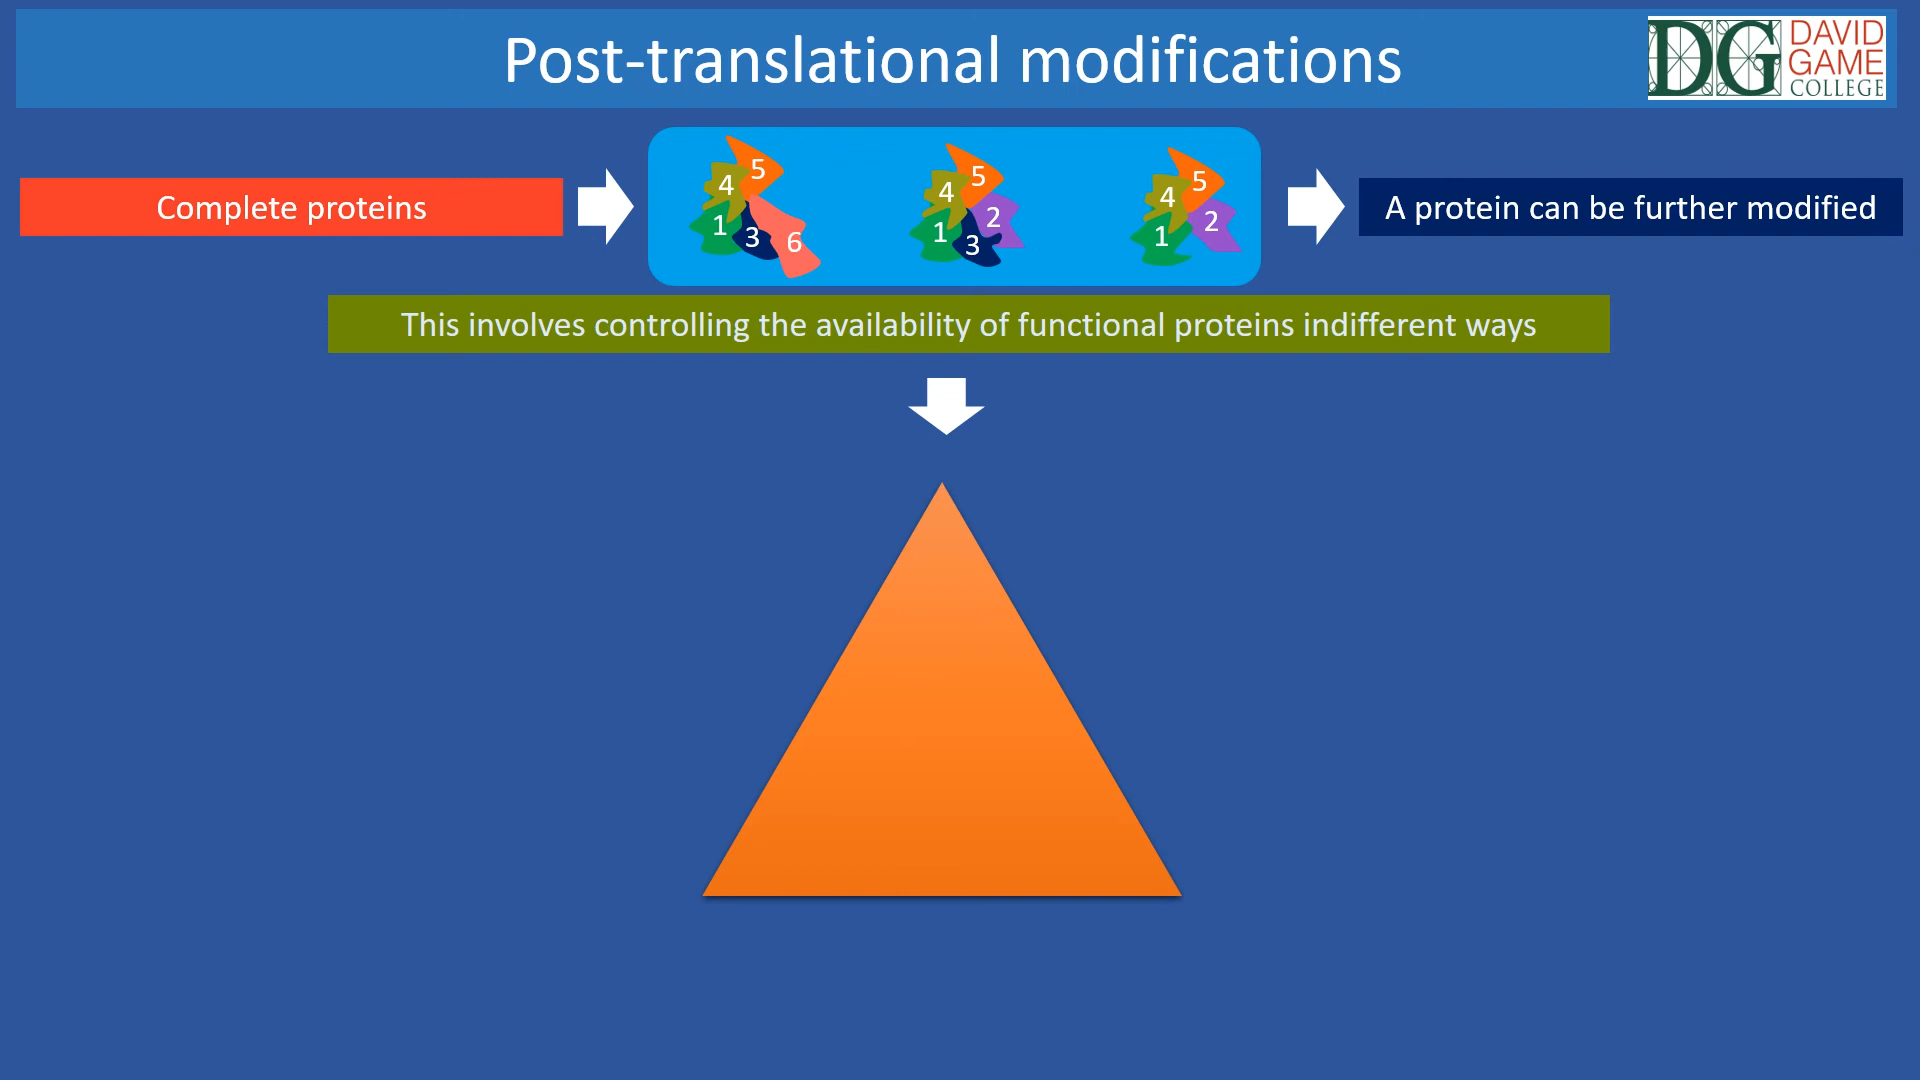 Post-translational modifications
DG DAVID GAME COLLEGE
Complete proteins
5
4
1
3
6
5
4
2
1
3
5
4
2
1
A protein can be further modified
This involves controlling the availability of functional proteins indifferent ways